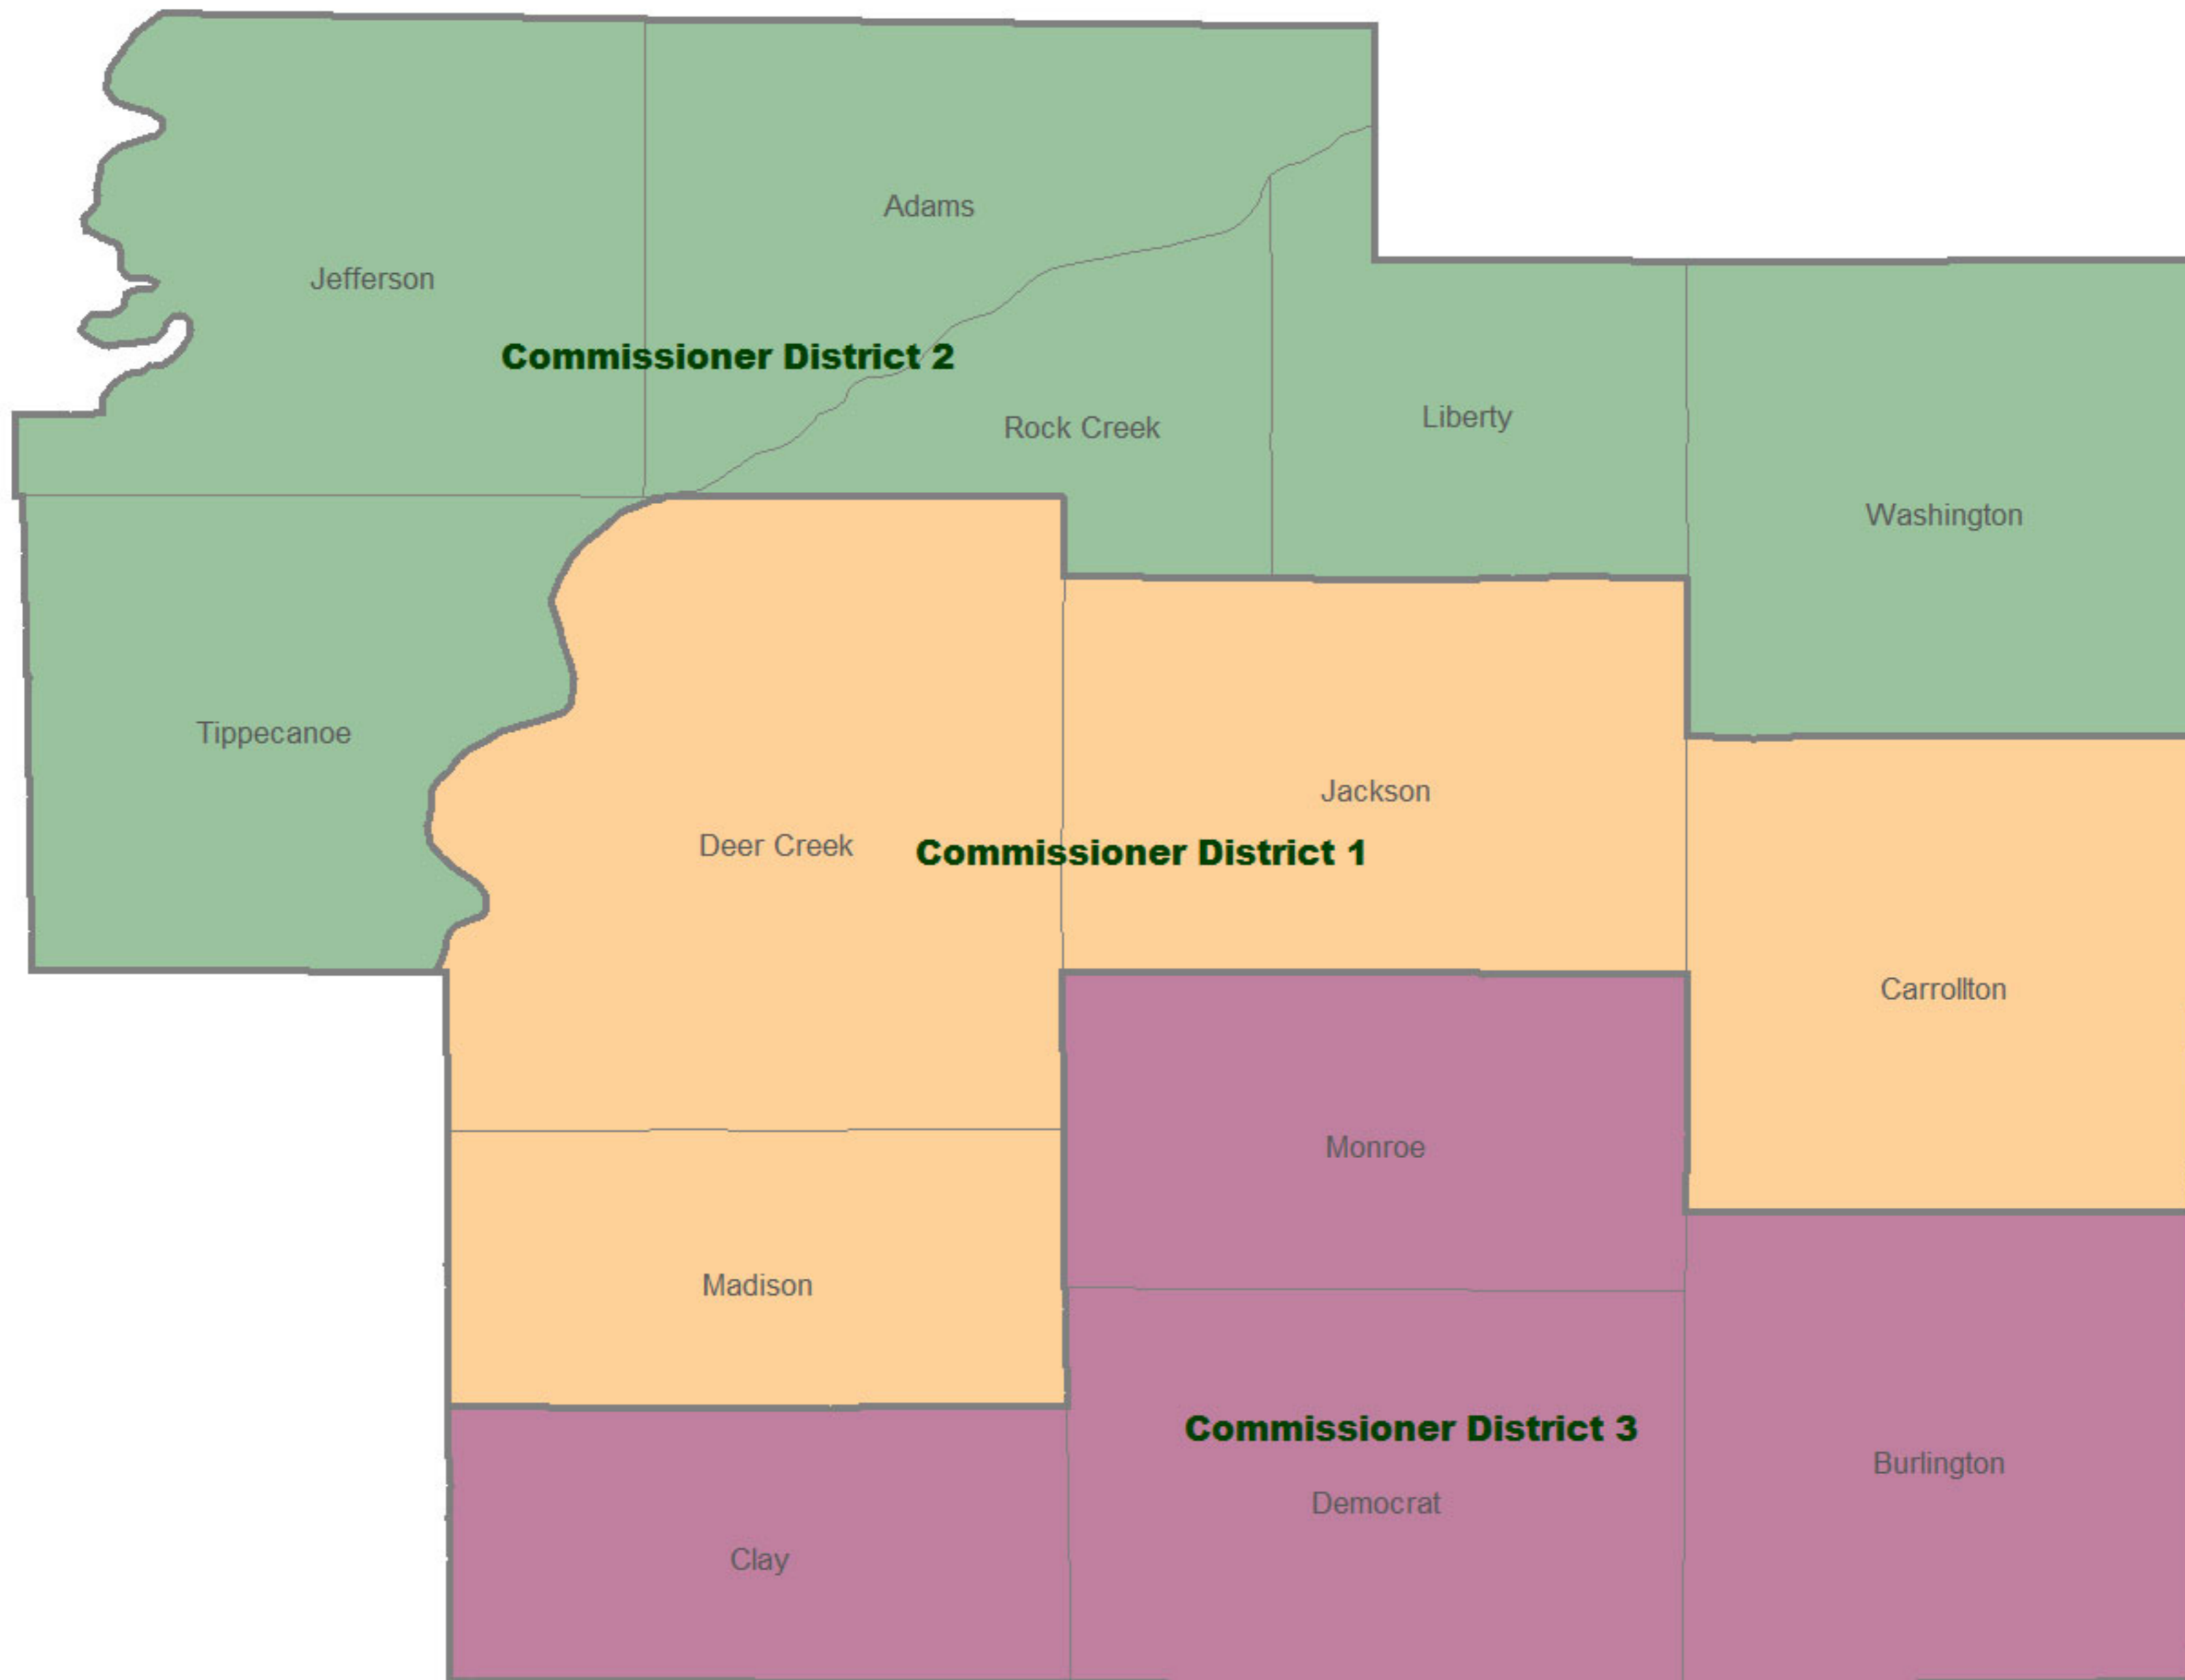 Adams
Jefferson
Commissioner District 2
Rock Creek
Liberty
Washington
Tippecanoe
Jackson
Deer Creek
Commissioner District 1
Carrollton
Monroe
Madison
Commissioner District 3
Burlington
Democrat
Clay